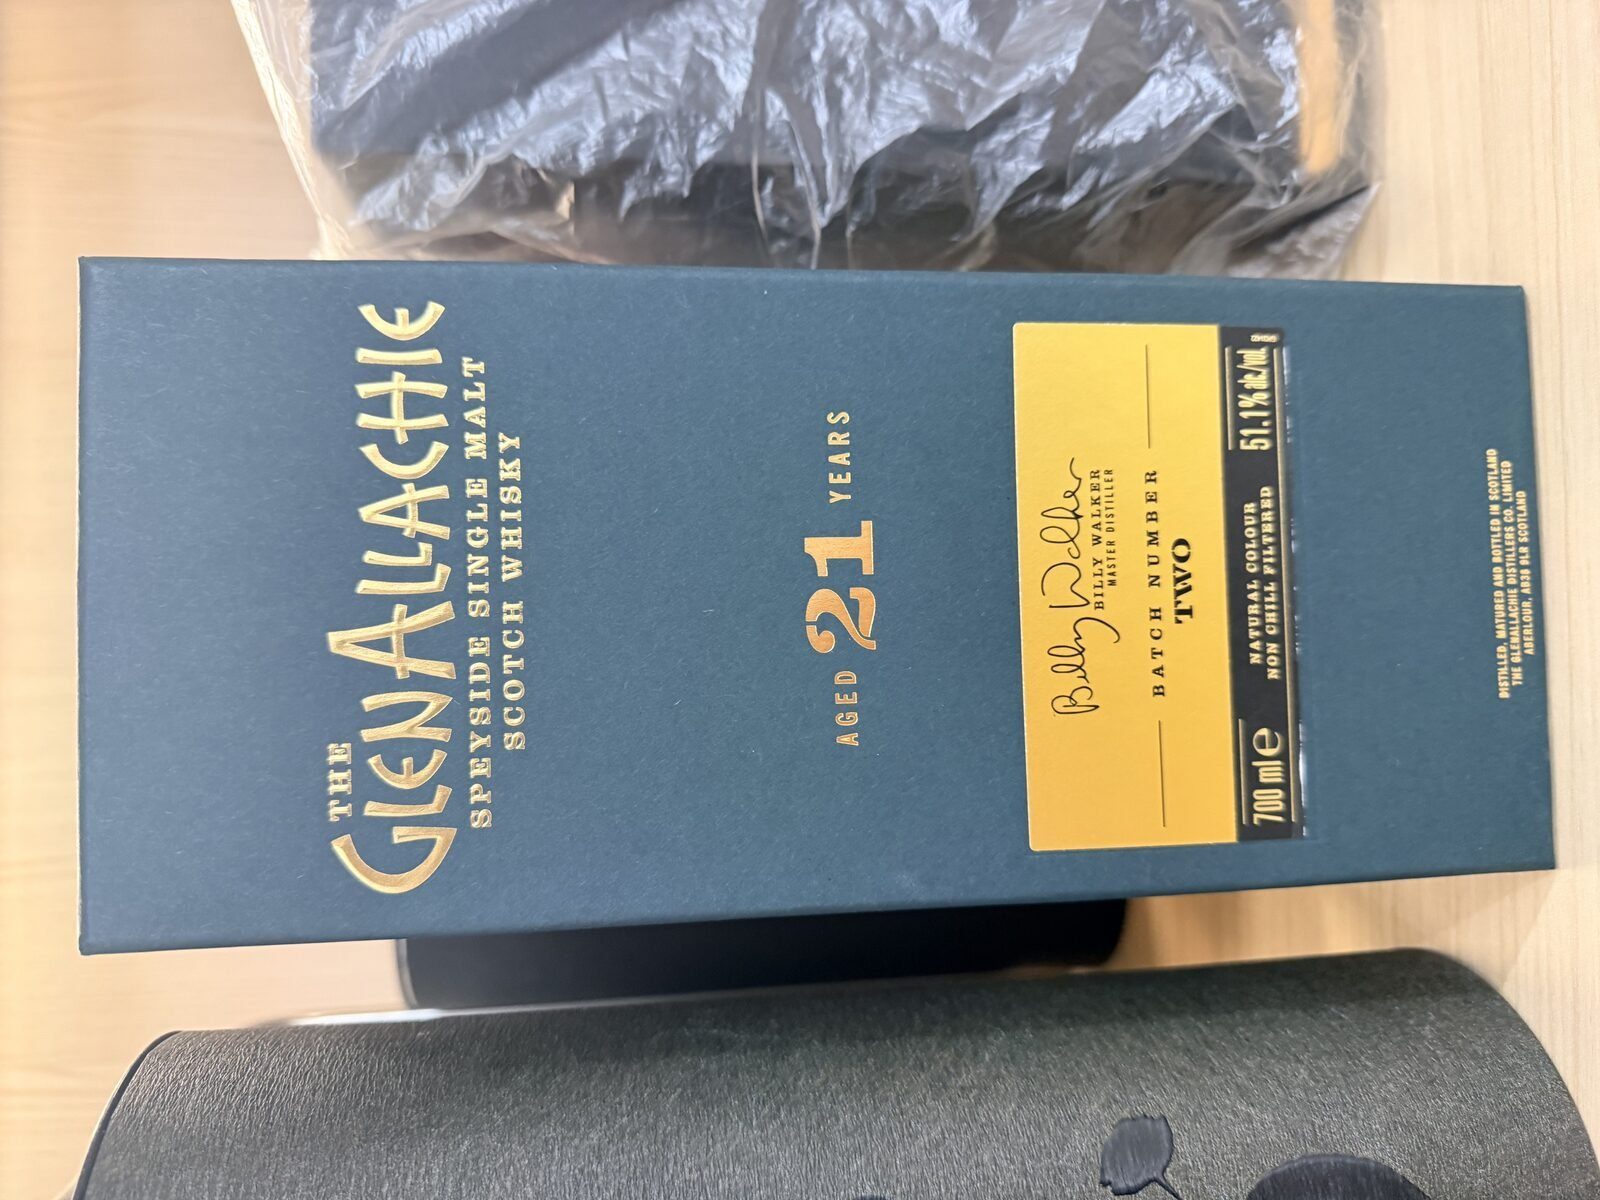 THE
GLENALLACHIE
SPEYSIDE SINGLE MALT
SCOTCH WHISKY
AGED 21 YEARS
Billy Walker
BILLY WALKER
MASTER DISTILLER
BATCH NUMBER
TWO
700 ml e
NATURAL COLOUR
NON CHILL FILTERED
51.1% alc./vol.
DISTILLED, MATURED AND BOTTLED IN SCOTLAND
THE GLENALLACHIE DISTILLERS CO. LIMITED
ABERLOUR, AB38 9LR SCOTLAND